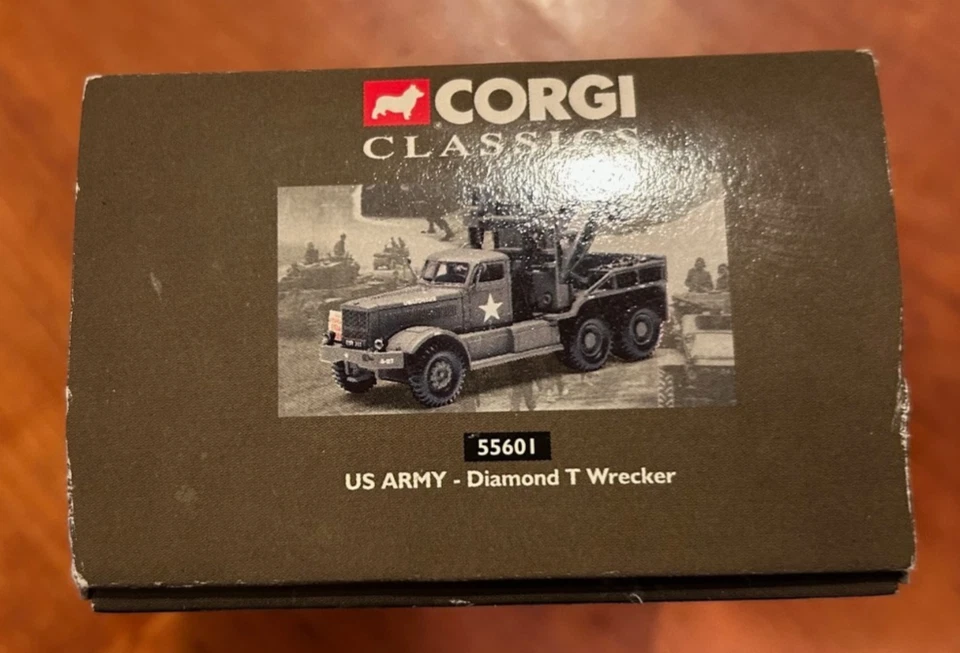 CORGI
CLASSICS
55601
US ARMY - Diamond T Wrecker